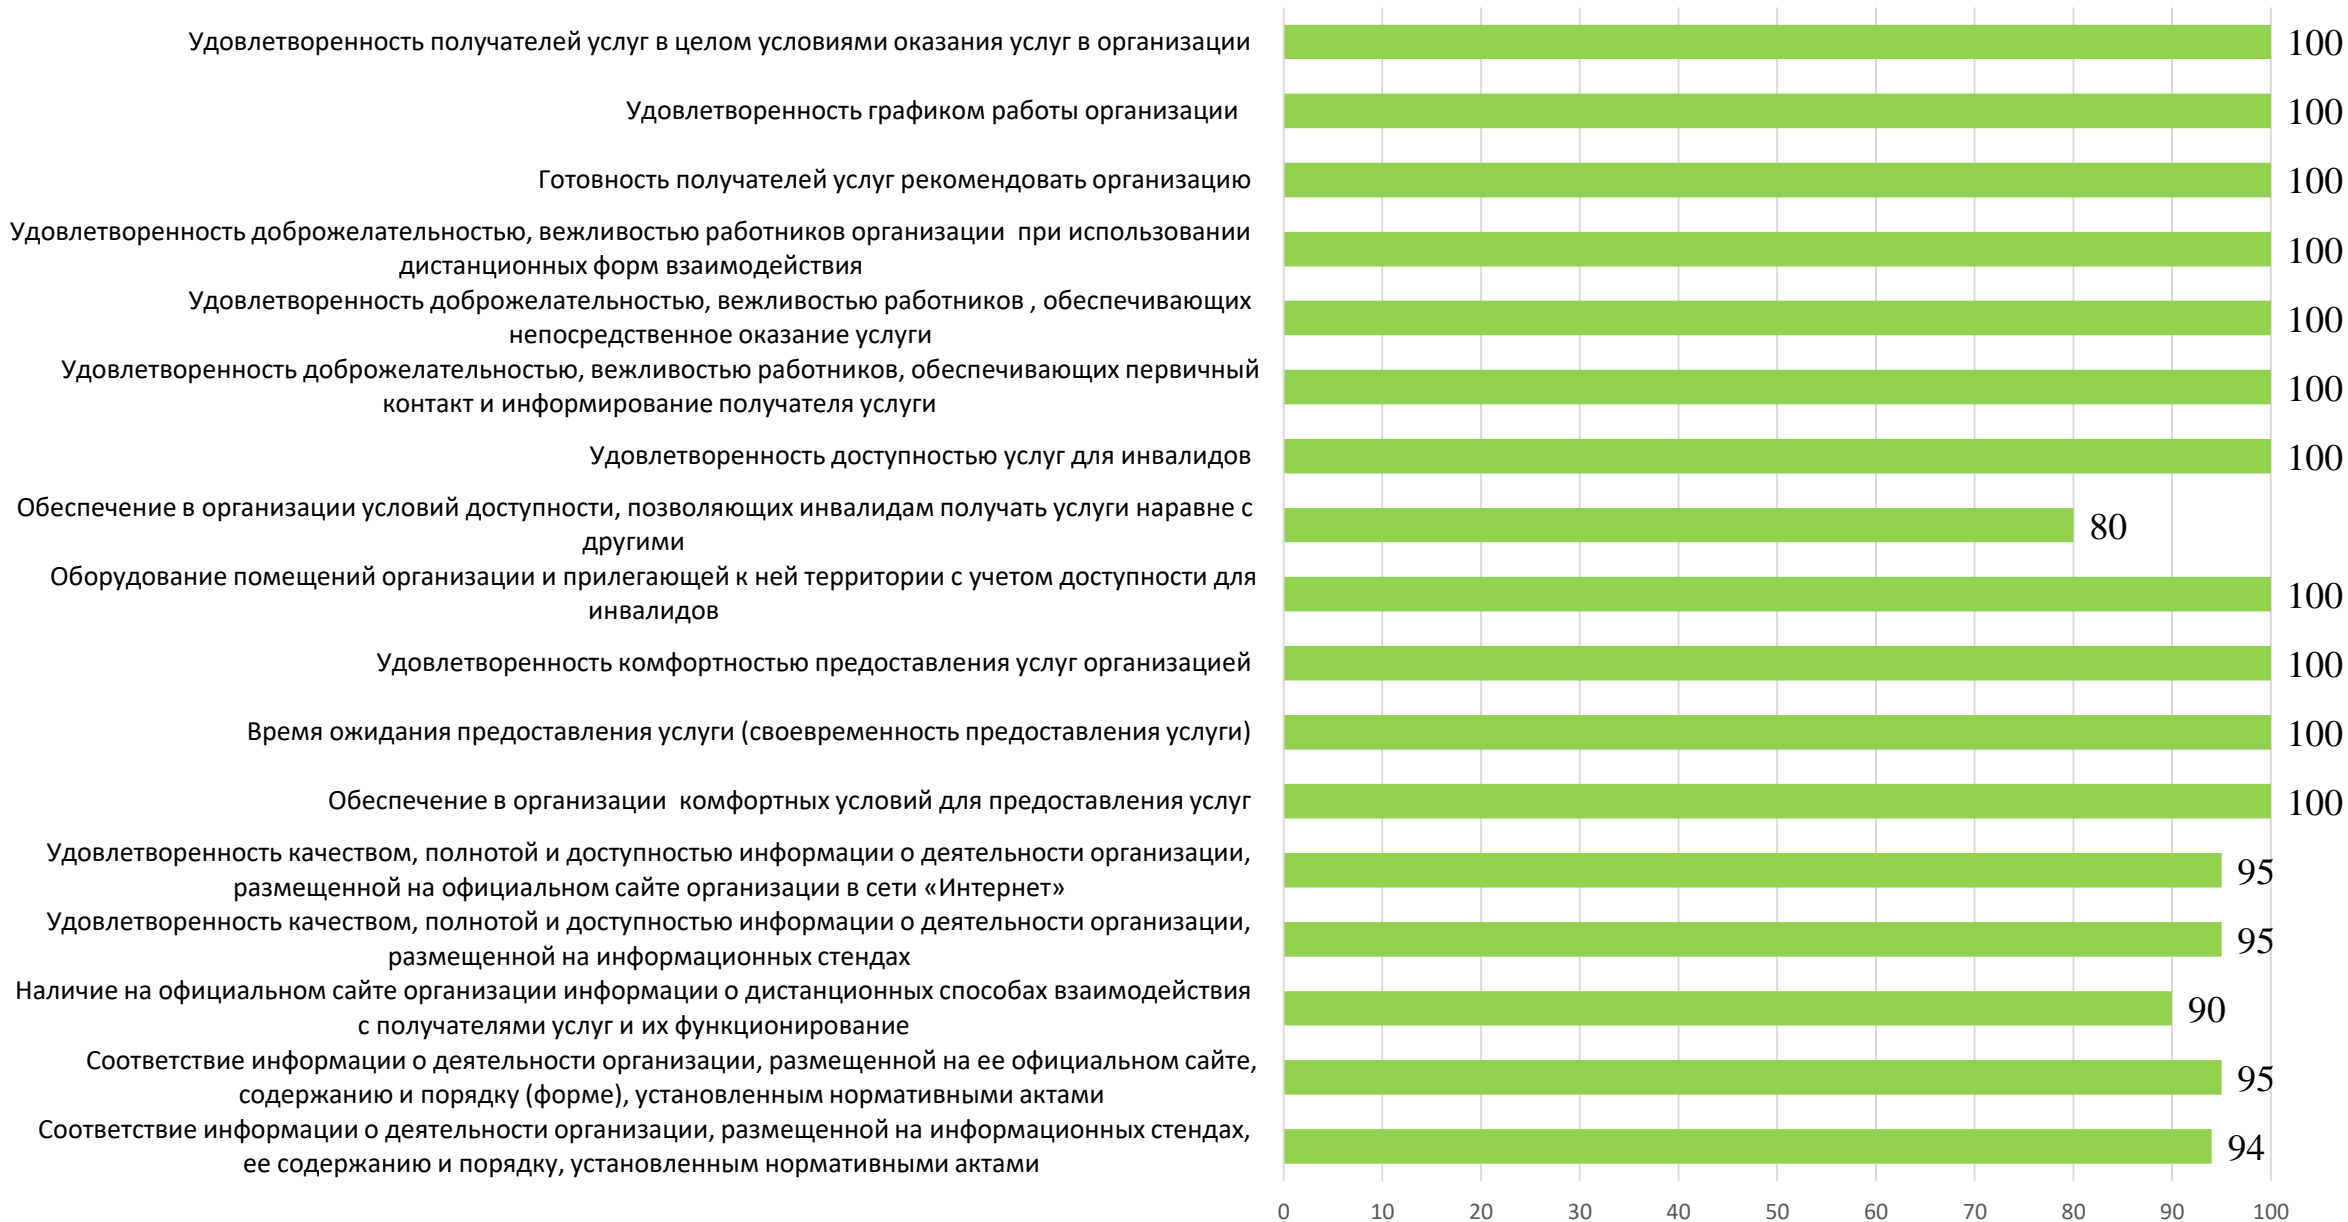 Удовлетворенность получателей услуг в целом условиями оказания услуг в организации
100
Удовлетворенность графиком работы организации
100
Готовность получателей услуг рекомендовать организацию
100
Удовлетворенность доброжелательностью, вежливостью работников организации  при использовании
дистанционных форм взаимодействия
100
Удовлетворенность доброжелательностью, вежливостью работников , обеспечивающих
непосредственное оказание услуги
100
Удовлетворенность доброжелательностью, вежливостью работников, обеспечивающих первичный
контакт и информирование получателя услуги
100
Удовлетворенность доступностью услуг для инвалидов
100
Обеспечение в организации условий доступности, позволяющих инвалидам получать услуги наравне с
другими
80
Оборудование помещений организации и прилегающей к ней территории с учетом доступности для
инвалидов
100
Удовлетворенность комфортностью предоставления услуг организацией
100
Время ожидания предоставления услуги (своевременность предоставления услуги)
100
Обеспечение в организации  комфортных условий для предоставления услуг
100
Удовлетворенность качеством, полнотой и доступностью информации о деятельности организации,
размещенной на официальном сайте организации в сети «Интернет»
95
Удовлетворенность качеством, полнотой и доступностью информации о деятельности организации,
размещенной на информационных стендах
95
Наличие на официальном сайте организации информации о дистанционных способах взаимодействия
с получателями услуг и их функционирование
90
Соответствие информации о деятельности организации, размещенной на ее официальном сайте,
содержанию и порядку (форме), установленным нормативными актами
95
Соответствие информации о деятельности организации, размещенной на информационных стендах,
ее содержанию и порядку, установленным нормативными актами
94
0 10 20 30 40 50 60 70 80 90 100